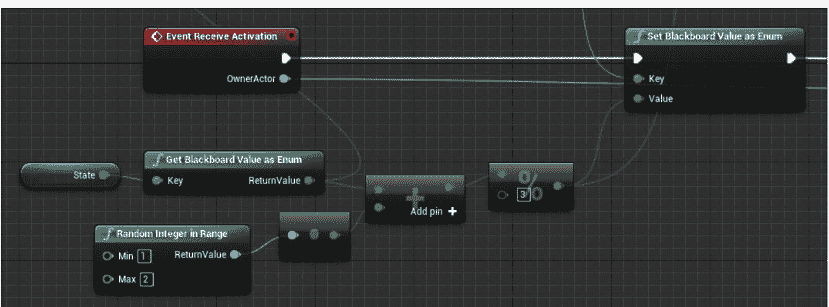 Event Receive Activation
OwnerActor
Set Blackboard Value as Enum
Key
Value
State
Get Blackboard Value as Enum
Key
ReturnValue
Add pin
%
3
Random Integer in Range
Min 1
ReturnValue
Max 2